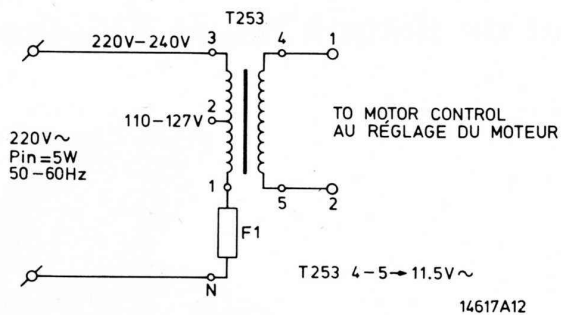 T253
220V-240V 3 4 1
2
110-127V
TO MOTOR CONTROL
AU RÉGLAGE DU MOTEUR
220V~
Pin=5W
50-60Hz
1 5 2
F1
N
T253 4-5→11.5V~
14617A12